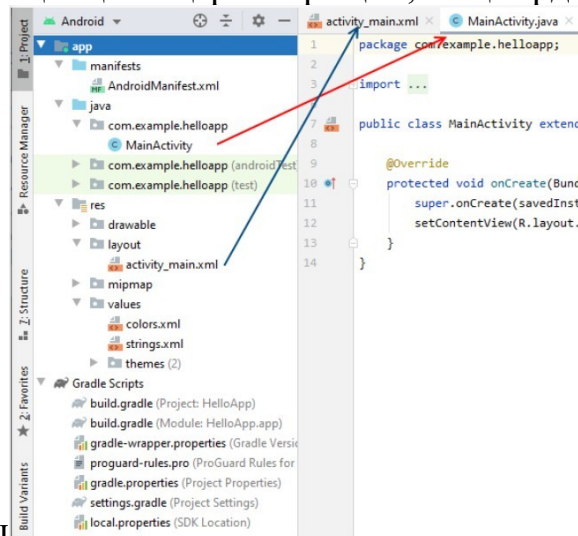 Android
app
manifests
AndroidManifest.xml
java
com.example.helloapp
MainActivity
com.example.helloapp (androidTest
com.example.helloapp (test)
res
drawable
layout
activity_main.xml
mipmap
values
colors.xml
strings.xml
themes (2)
Gradle Scripts
build.gradle (Project: HelloApp)
build.gradle (Module: HelloApp.app)
gradle-wrapper.properties (Gradle Versio
proguard-rules.pro (ProGuard Rules for
gradle.properties (Project Properties)
settings.gradle (Project Settings)
local.properties (SDK Location)
1: Project
Resource Manager
Z: Structure
2: Favorites
Build Variants
activity_main.xml MainActivity.java
1 package com.example.helloapp;
2
3 import ...
7 public class MainActivity extend
8
9 @Override
10 protected void onCreate(Bund
11 super.onCreate(savedInst
12 setContentView(R.layout.
13 }
14 }